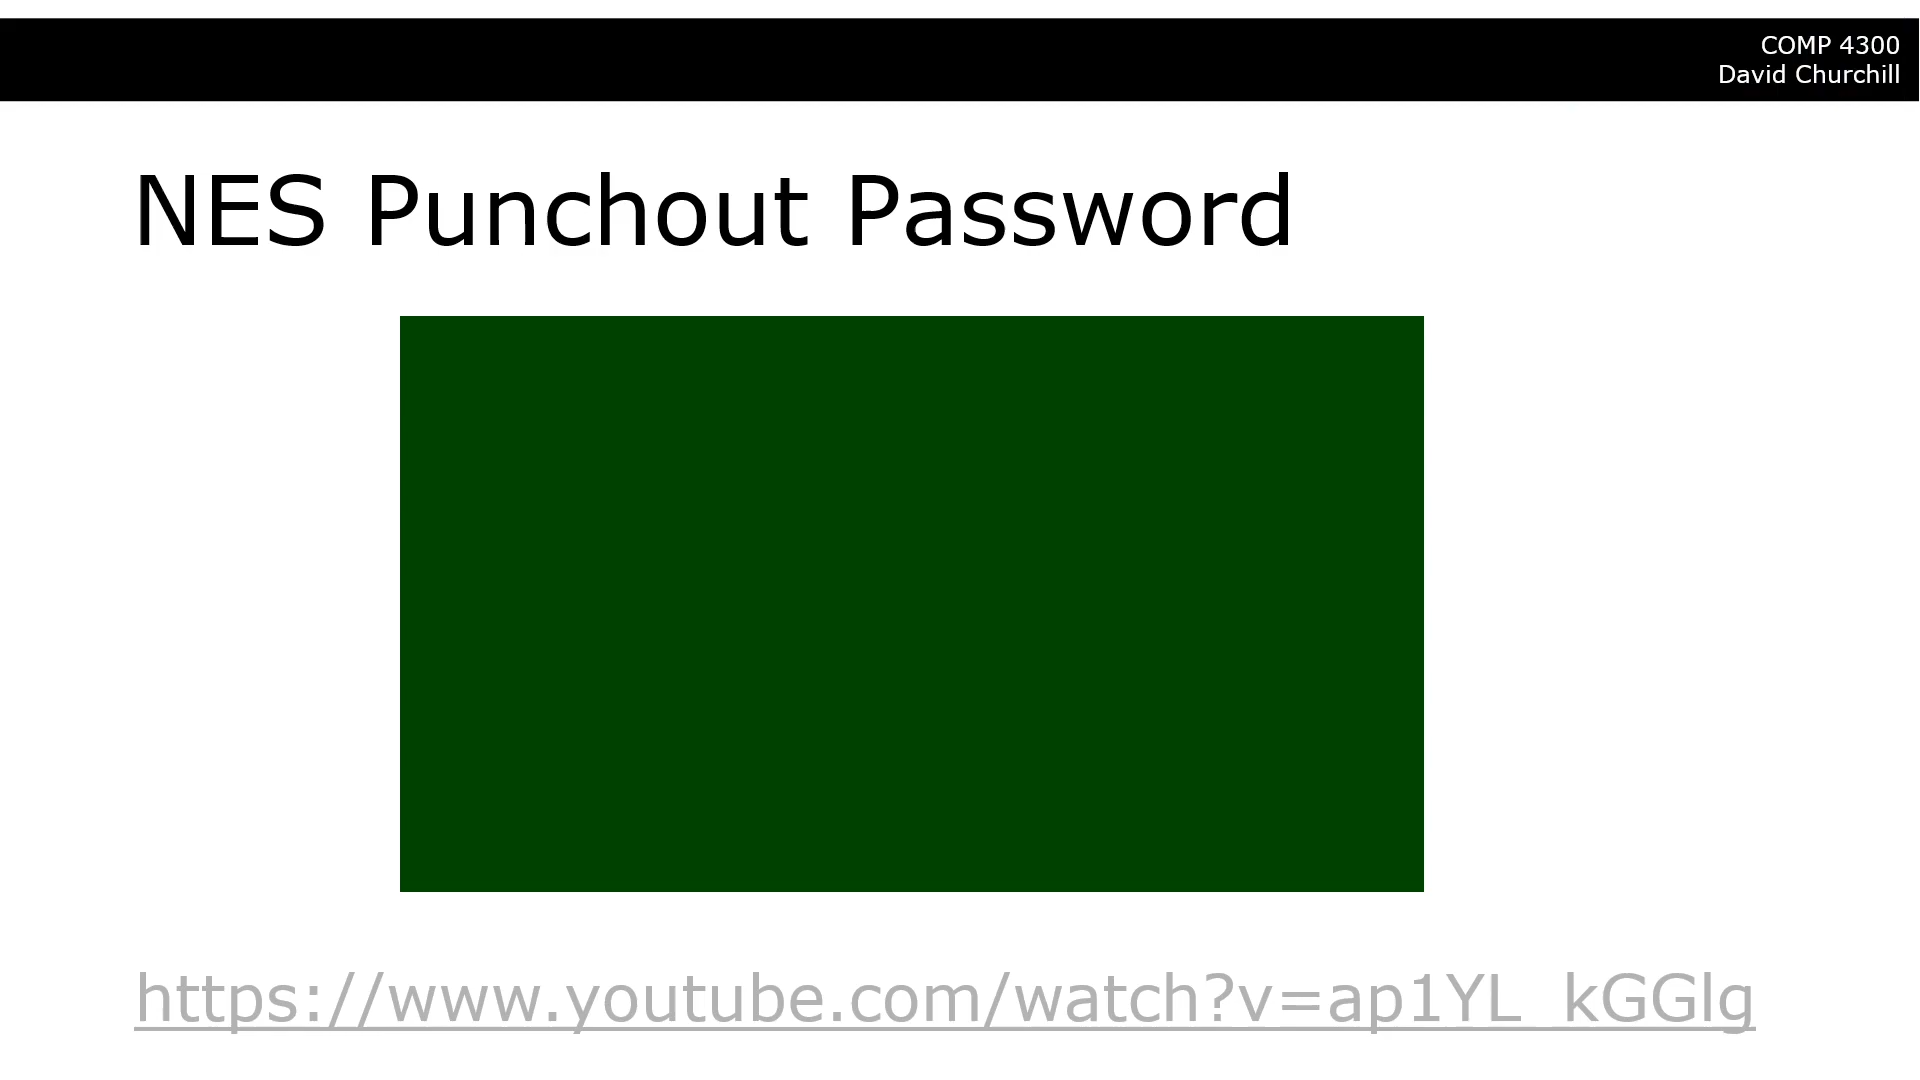 COMP 4300
David Churchill
NES Punchout Password
https://www.youtube.com/watch?v=ap1YL_kGGlg